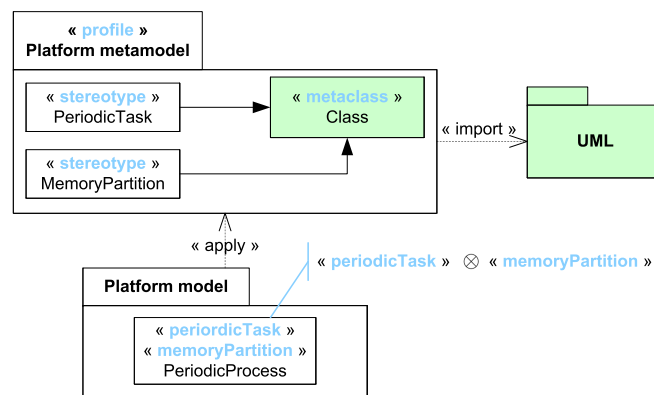 « profile »
Platform metamodel
« stereotype »
PeriodicTask
« metaclass »
Class
« import »
UML
« stereotype »
MemoryPartition
« apply »
« periodicTask » ⊗ « memoryPartition »
Platform model
« periordicTask »
« memoryPartition »
PeriodicProcess